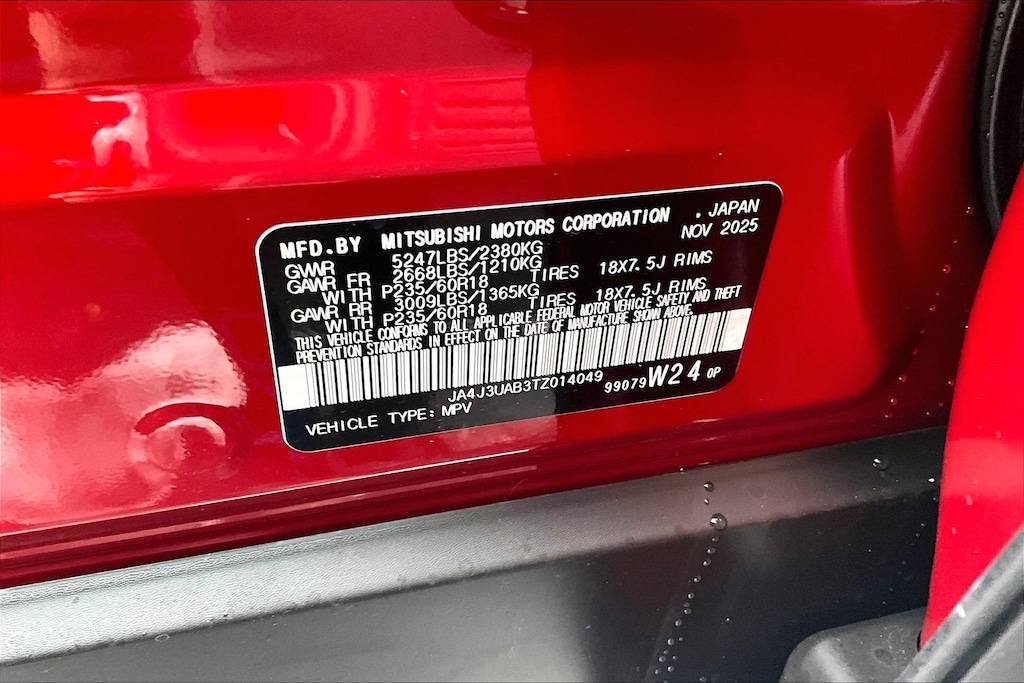 MFD.BY MITSUBISHI MOTORS CORPORATION . JAPAN
GVWR 5247LBS/2380KG NOV 2025
GAWR FR 2668LBS/1210KG
WITH P235/60R18 TIRES 18X7.5J RIMS
GAWR RR 3009LBS/1365KG
WITH P235/60R18 TIRES 18X7.5J RIMS
THIS VEHICLE CONFORMS TO ALL APPLICABLE FEDERAL MOTOR VEHICLE SAFETY AND THEFT
PREVENTION STANDARDS IN EFFECT ON THE DATE OF MANUFACTURE SHOWN ABOVE.
JA4J3UAB3TZ014049
VEHICLE TYPE: MPV 99079 W24 0P